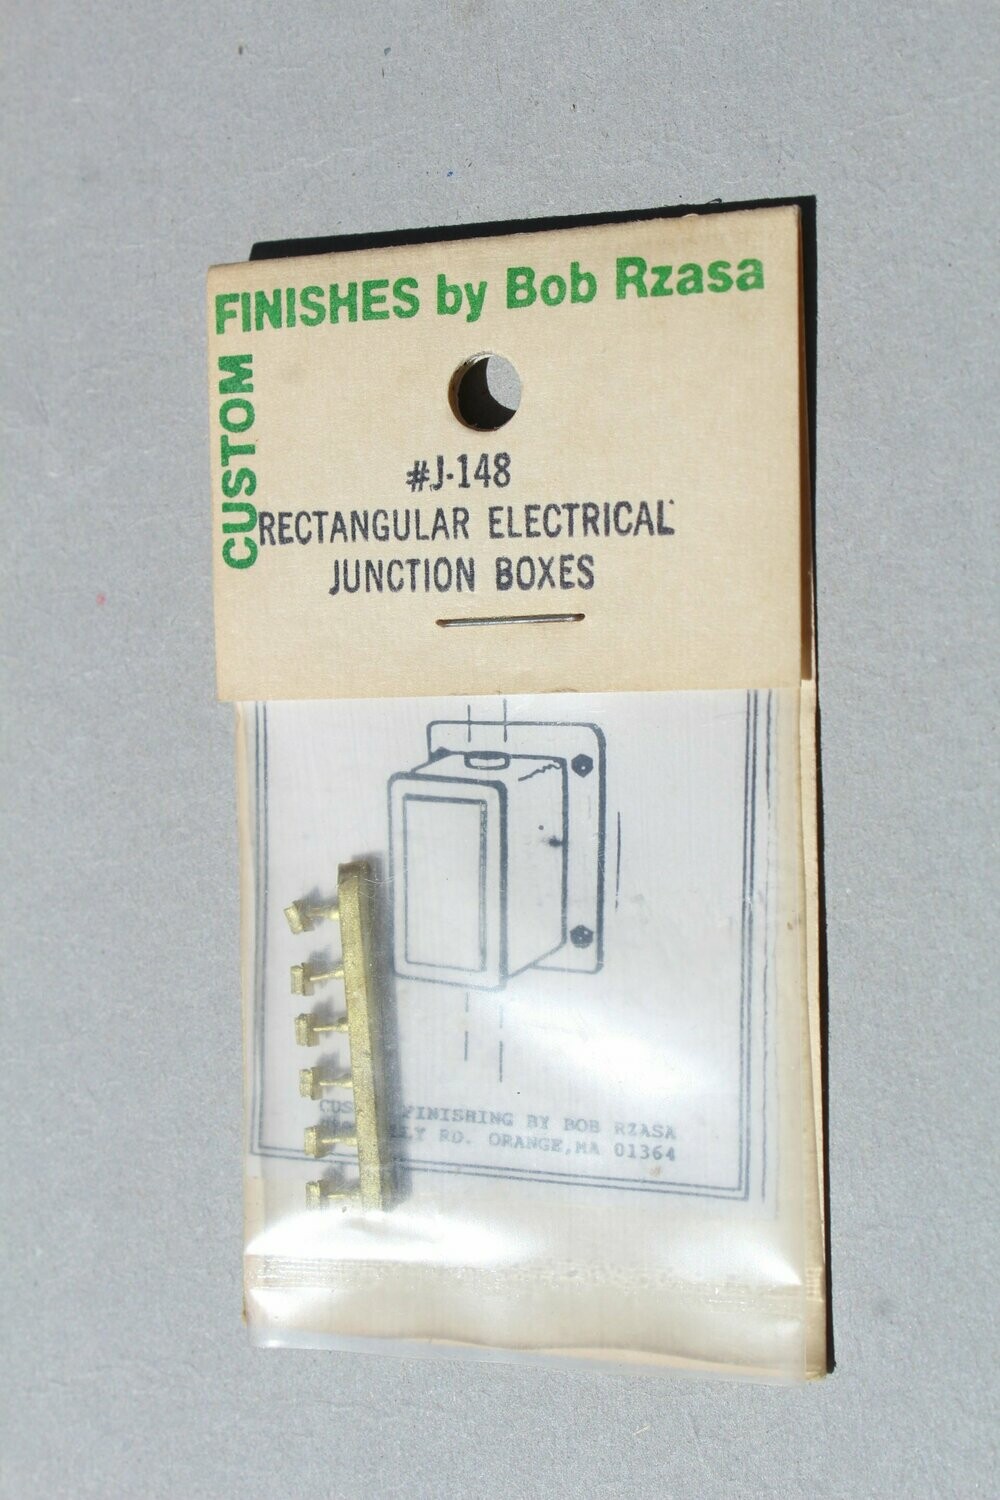 CUSTOM
FINISHES by Bob Rzasa
#J-148
RECTANGULAR ELECTRICAL
JUNCTION BOXES
FINISHING BY BOB RZASA
RD. ORANGE, MA 01364